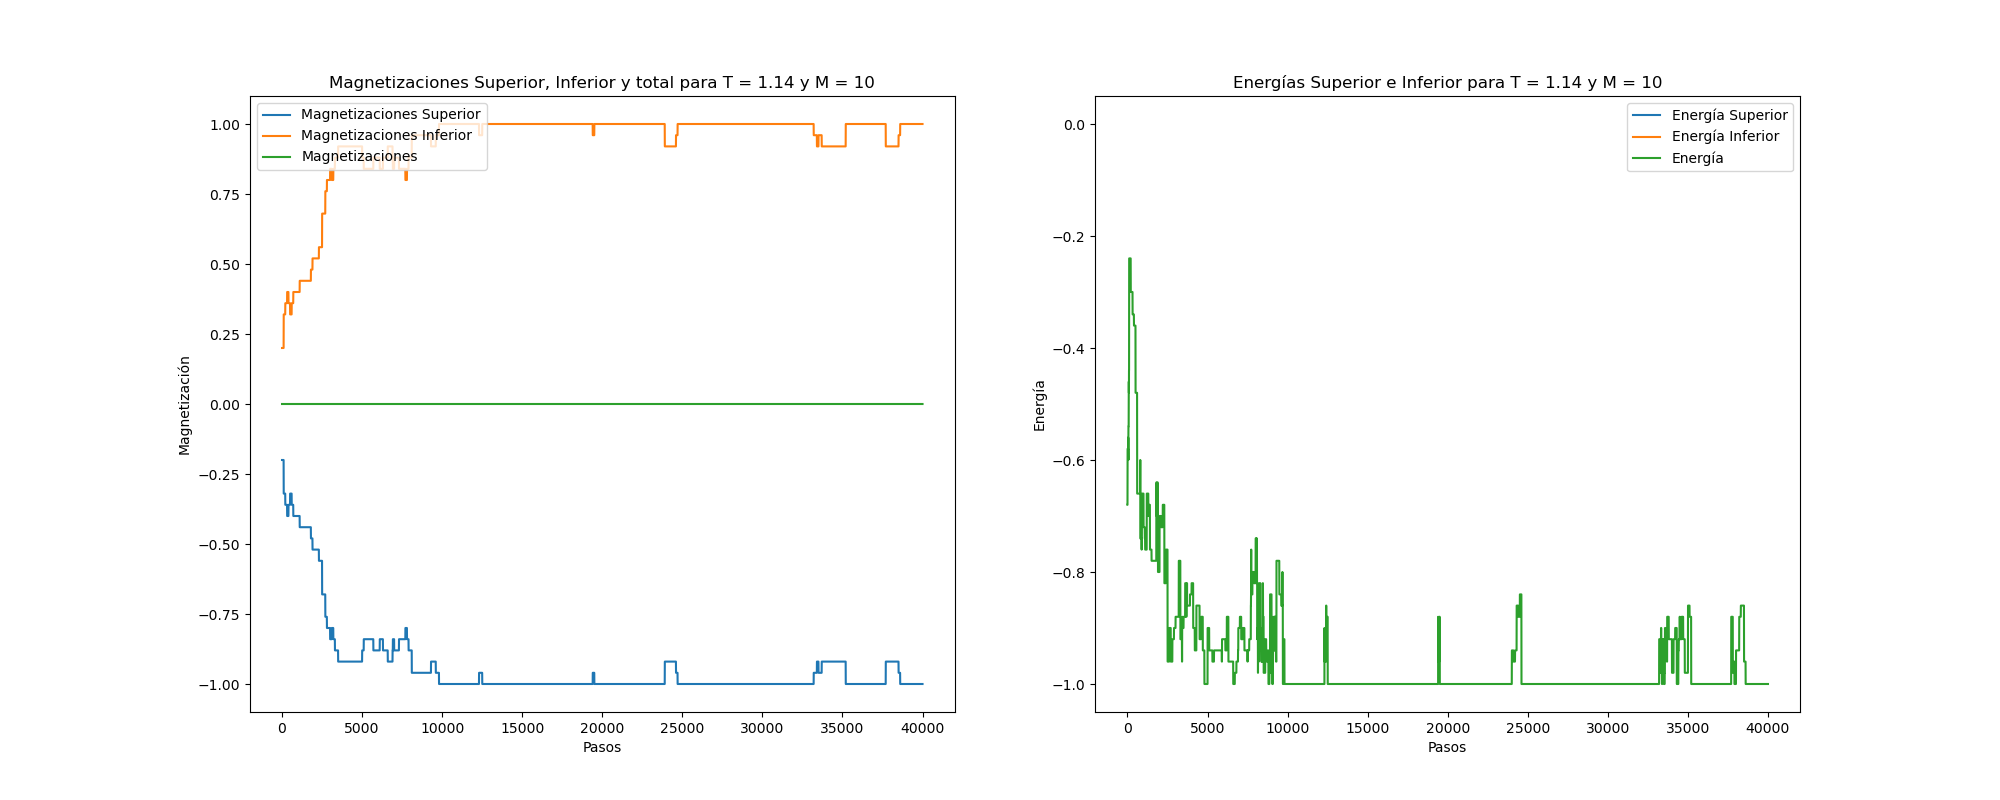 Magnetizaciones Superior, Inferior y total para T = 1.14 y M = 10
Magnetizaciones Superior
Magnetizaciones Inferior
Magnetizaciones
1.00
0.75
0.50
0.25
0.00
−0.25
−0.50
−0.75
−1.00
Magnetización
0
5000
10000
15000
20000
25000
30000
35000
40000
Pasos
Energías Superior e Inferior para T = 1.14 y M = 10
Energía Superior
Energía Inferior
Energía
0.0
−0.2
−0.4
−0.6
−0.8
−1.0
Energía
0
5000
10000
15000
20000
25000
30000
35000
40000
Pasos